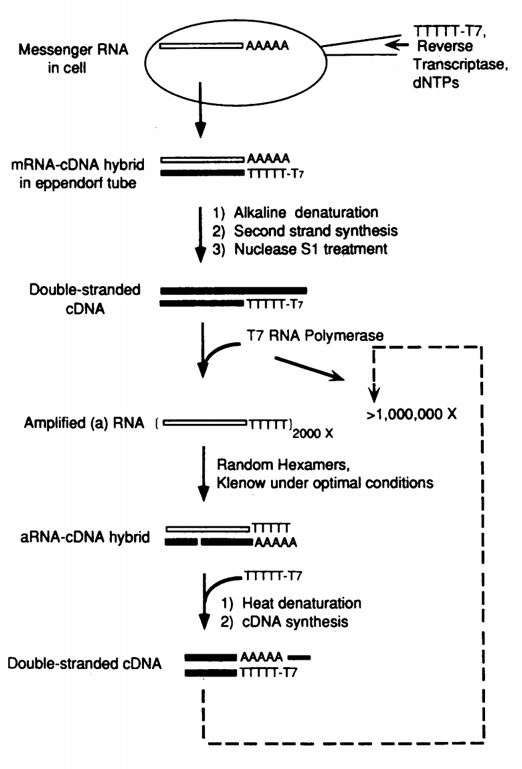 Messenger RNA
in cell
AAAAA
TTTTT-T7,
Reverse
Transcriptase,
dNTPs
mRNA-cDNA hybrid
in eppendorf tube
AAAAA
TTTTT-T7
1) Alkaline denaturation
2) Second strand synthesis
3) Nuclease S1 treatment
Double-stranded
cDNA
TTTTT-T7
T7 RNA Polymerase
>1,000,000 X
Amplified (a) RNA
( TTTTT) 2000 X
Random Hexamers,
Klenow under optimal conditions
aRNA-cDNA hybrid
TTTTT
AAAAA
TTTTT-T7
1) Heat denaturation
2) cDNA synthesis
Double-stranded cDNA
AAAAA
TTTTT-T7